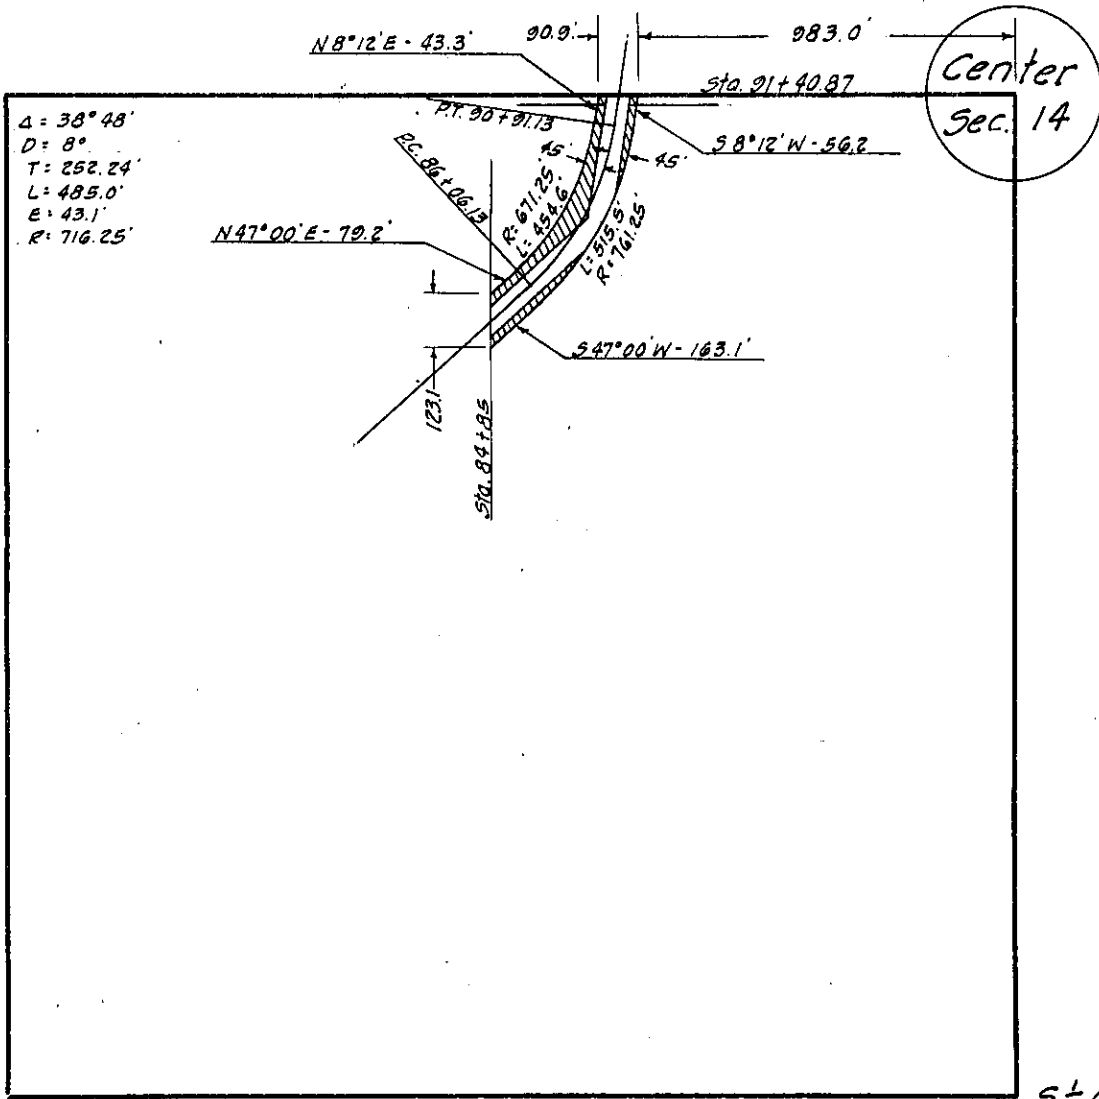 N 8° 12' E - 43.3'
90.9'
983.0'
Center
Sec. 14
Sta. 91 + 40.87
Δ = 38° 48'
D = 8°
T = 252.24'
L = 485.0'
E = 43.1'
R = 716.25'
P.T. 90 + 91.13
P.C. 86 + 06.13
45'
45'
S 8° 12' W - 56.2
R = 671.25'
L = 454.6'
L = 515.5'
R = 761.25'
N 47° 00' E - 79.2'
S 47° 00' W - 163.1'
123.1
Sta. 84 + 85